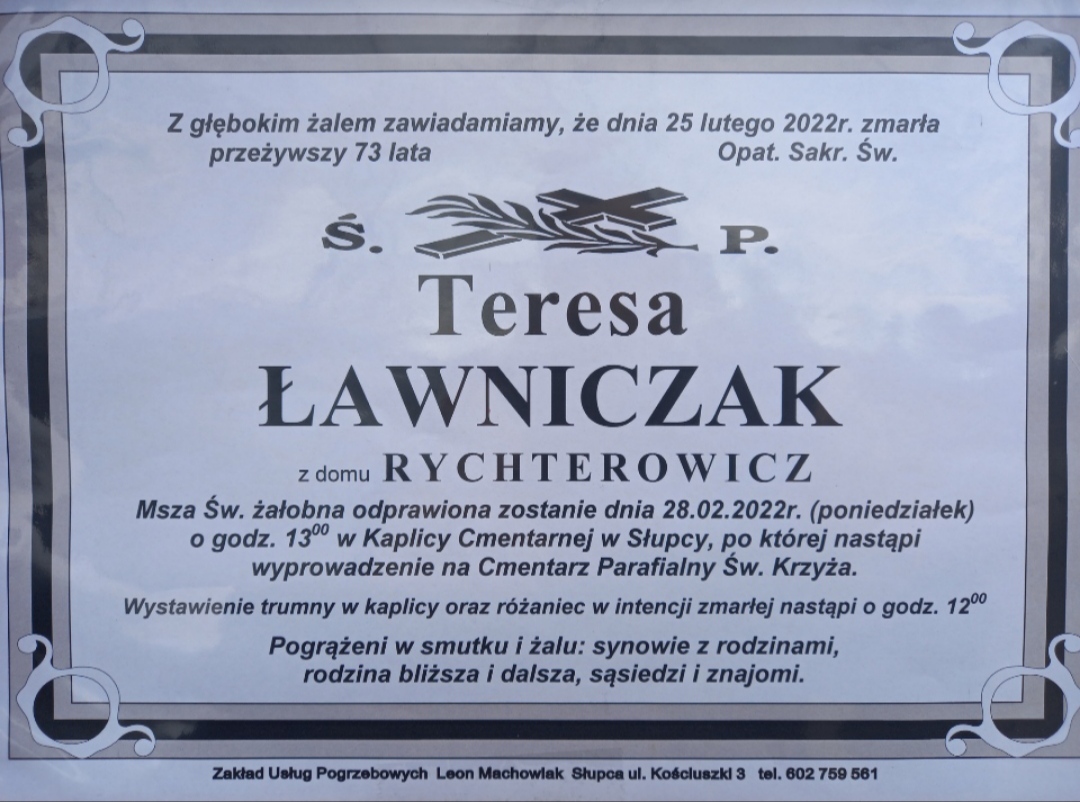 Z głębokim żalem zawiadamiamy, że dnia 25 lutego 2022r. zmarła
przeżywszy 73 lata Opat. Sakr. Św.
Ś. P.
Teresa
ŁAWNICZAK
z domu RYCHTEROWICZ
Msza Św. żałobna odprawiona zostanie dnia 28.02.2022r. (poniedziałek)
o godz. 13⁰⁰ w Kaplicy Cmentarnej w Słupcy, po której nastąpi
wyprowadzenie na Cmentarz Parafialny Św. Krzyża.
Wystawienie trumny w kaplicy oraz różaniec w intencji zmarłej nastąpi o godz. 12⁰⁰
Pogrążeni w smutku i żalu: synowie z rodzinami,
rodzina bliższa i dalsza, sąsiedzi i znajomi.
Zakład Usług Pogrzebowych Leon Machowiak Słupca ul. Kościuszki 3 tel. 602 759 561